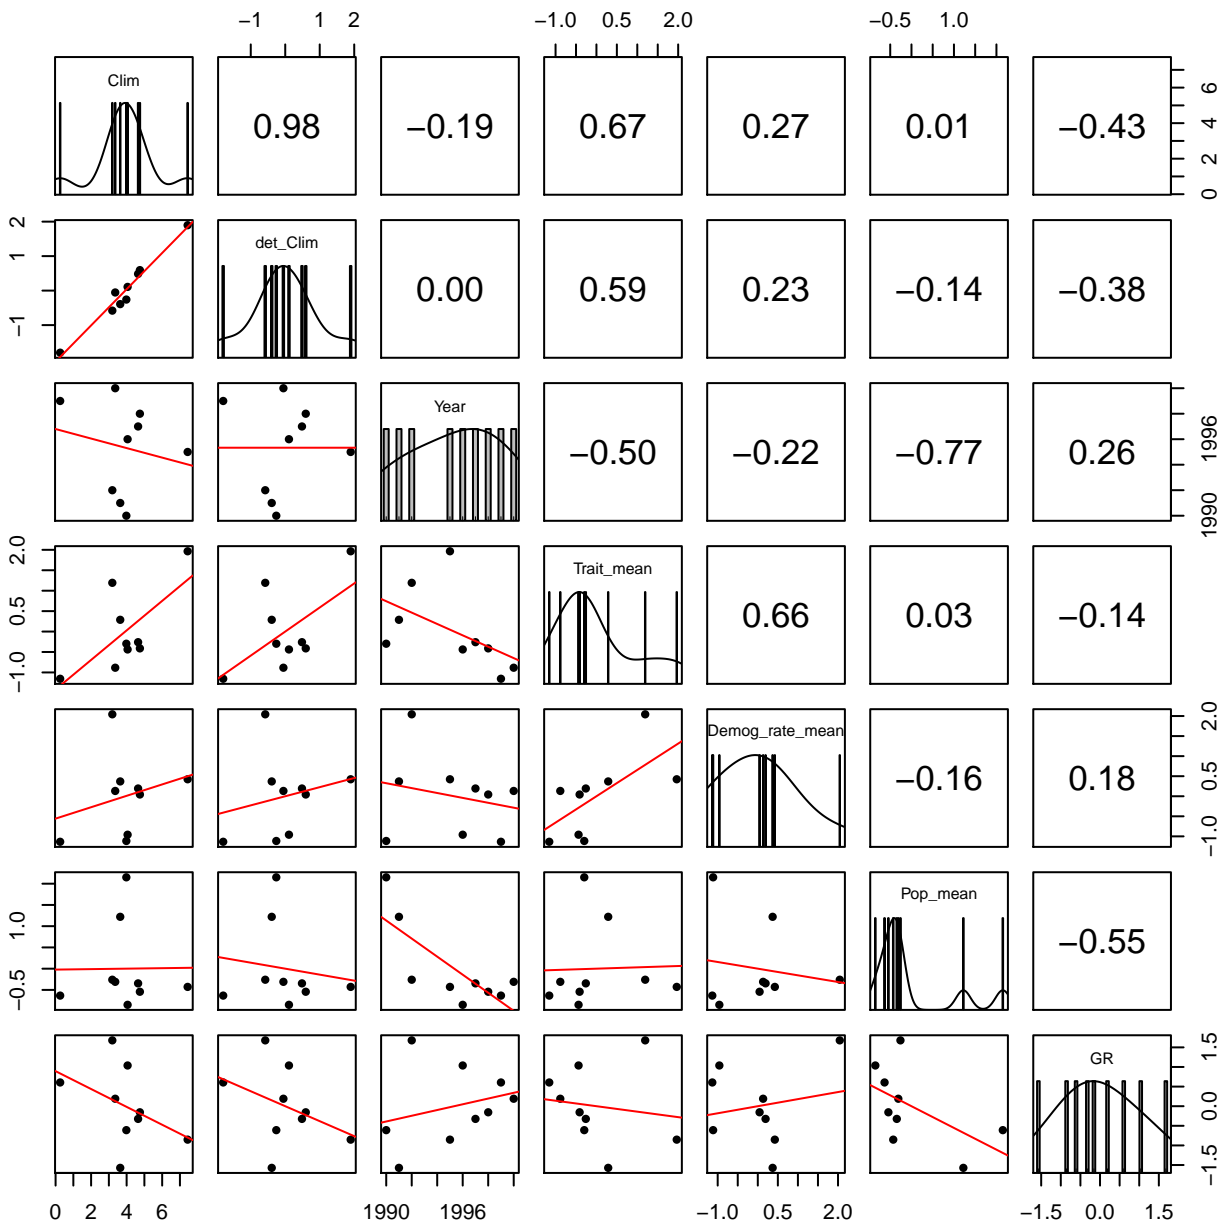 −1 1 2 −1.0 0.5 2.0 −0.5 1.0
Clim 0.98 −0.19 0.67 0.27 0.01 −0.43 0 2 4 6
−1 1 2 det_Clim 0.00 0.59 0.23 −0.14 −0.38
Year −0.50 −0.22 −0.77 0.26 1990 1996
−1.0 0.5 2.0 Trait_mean 0.66 0.03 −0.14
Demog_rate_mean −0.16 0.18 −1.0 0.5 2.0
−0.5 1.0 Pop_mean −0.55
GR −1.5 0.0 1.5
0 2 4 6 1990 1996 −1.0 0.5 2.0 −1.5 0.0 1.5